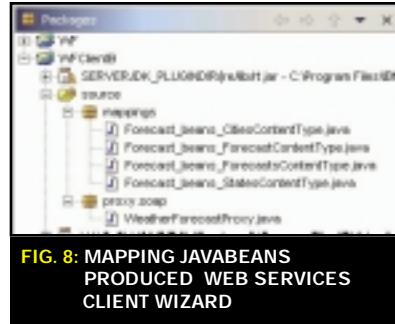 Packages
WF
WFClientB
SERVERJDK_PLUGINDIR/jre/lib/rt.jar - C:\Program Files\
source
mappings
Forecast_beans_CitiesContentType.java
Forecast_beans_ForecastContentType.java
Forecast_beans_ForecastsContentType.java
Forecast_beans_StatesContentType.java
proxy.soap
WeatherForecastProxy.java
FIG. 8: MAPPING JAVABEANS
PRODUCED WEB SERVICES
CLIENT WIZARD